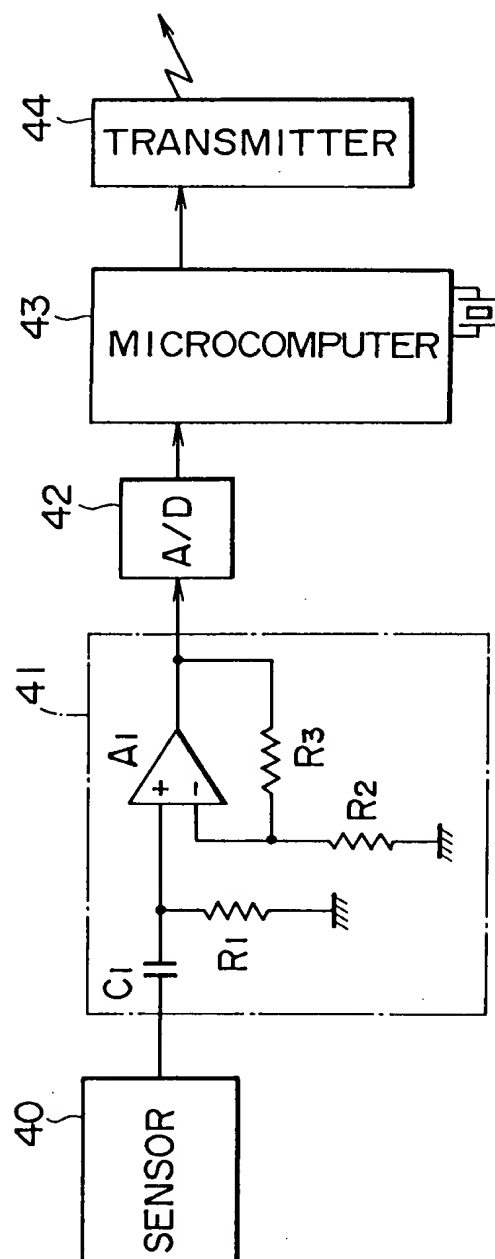 40
SENSOR
41
C1
R1
A1
+
-
R3
R2
42
A/D
43
MICROCOMPUTER
44
TRANSMITTER